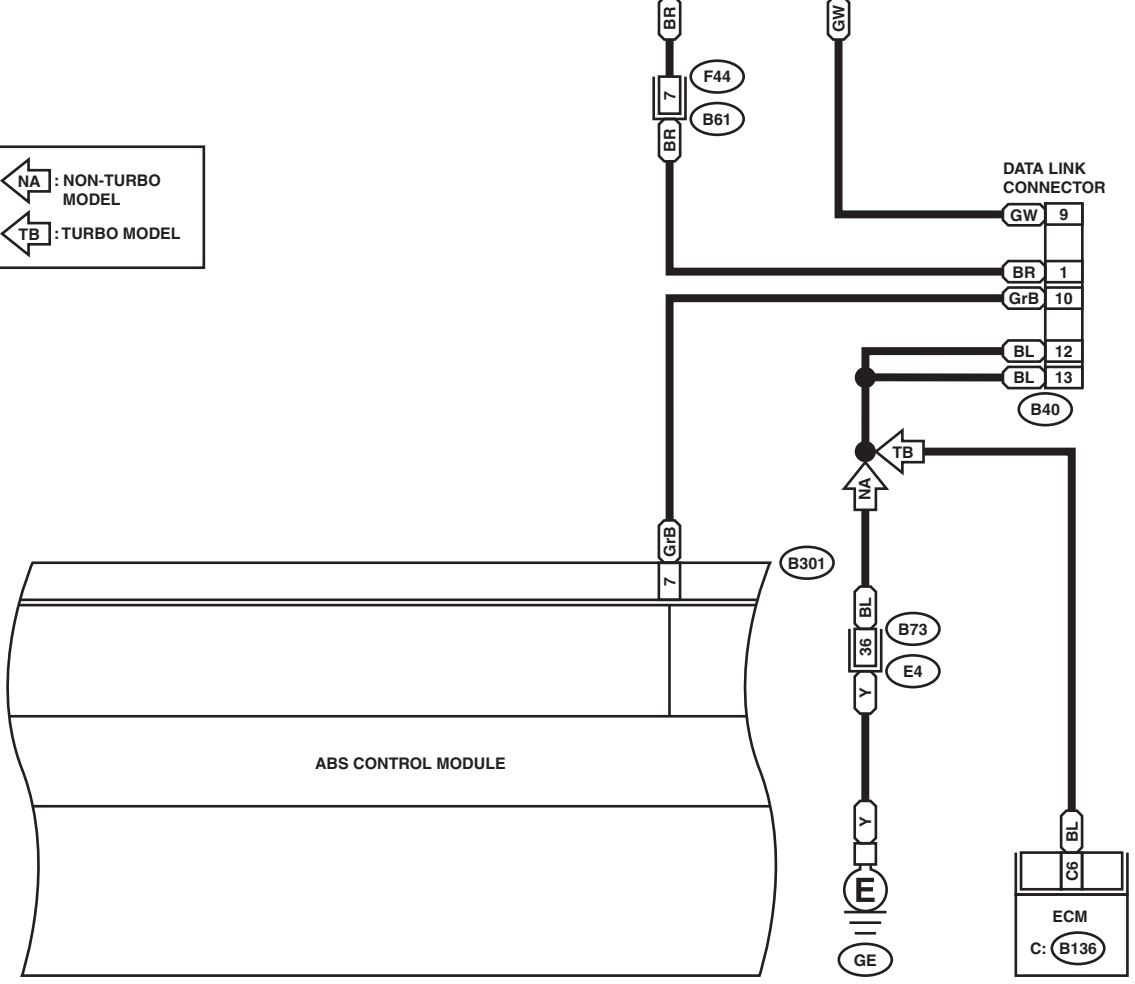 BR
GW
7
F44
B61
BR
NA : NON-TURBO
MODEL
TB : TURBO MODEL
DATA LINK
CONNECTOR
GW 9
BR 1
GrB 10
BL 12
BL 13
B40
TB
NA
GrB
7
B301
BL
36
B73
E4
Y
ABS CONTROL MODULE
Y
BL
C6
E
GE
ECM
C: B136